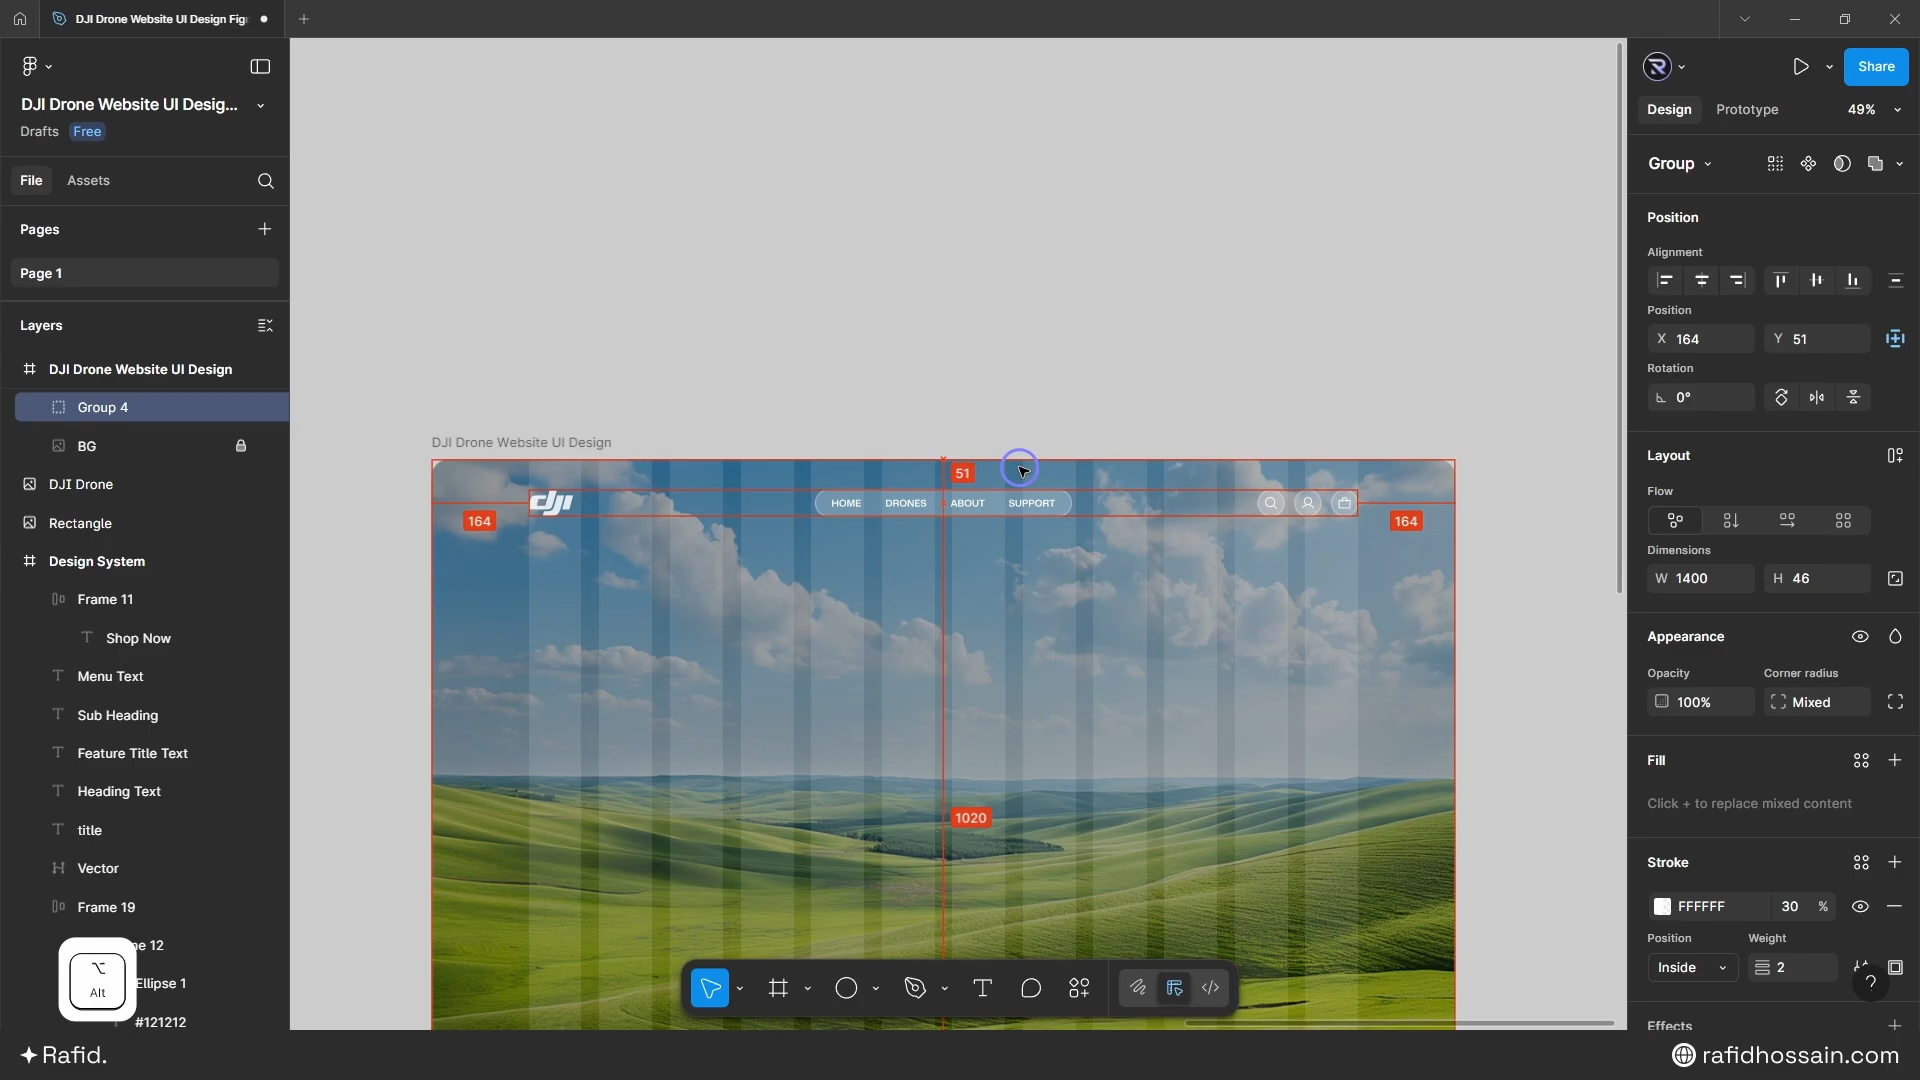 DJI Drone Website UI Design Fig
DJI Drone Website UI Desig...
Drafts
Free
File
Assets
Pages
Page 1
Layers
DJI Drone Website UI Design
Group 4
BG
DJI Drone
Rectangle
Design System
Frame 11
Shop Now
Menu Text
Sub Heading
Feature Title Text
Heading Text
title
Vector
Frame 19
ne 12
Ellipse 1
#121212
Alt
Rafid.
DJI Drone Website UI Design
51
dji
HOME
DRONES
ABOUT
SUPPORT
164
164
1020
Share
Design
Prototype
49%
Group
Position
Alignment
Position
X 164
Y 51
Rotation
0°
Layout
Flow
Dimensions
W 1400
H 46
Appearance
Opacity
Corner radius
100%
Mixed
Fill
Click + to replace mixed content
Stroke
FFFFFF
30 %
Position
Weight
Inside
2
?
Effects
rafidhossain.com